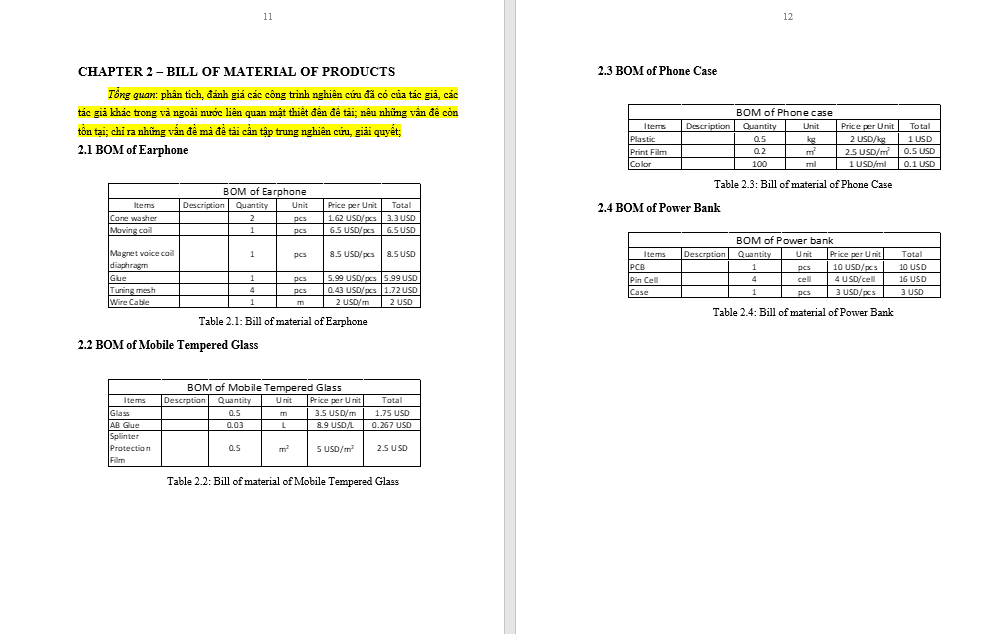 11
CHAPTER 2 – BILL OF MATERIAL OF PRODUCTS
Tổng quan: phân tích, đánh giá các công trình nghiên cứu đã có của tác giả, các
tác giả khác trong và ngoài nước liên quan mật thiết đến đề tài; nêu những vấn đề còn
tồn tại; chỉ ra những vấn đề mà đề tài cần tập trung nghiên cứu, giải quyết;
2.1 BOM of Earphone
BOM of Earphone
Items Description Quantity Unit Price per Unit Total
Cone washer 2 pcs 1.62 USD/pcs 3.3 USD
Moving coil 1 pcs 6.5 USD/pcs 6.5 USD
Magnet voice coil
diaphragm 1 pcs 8.5 USD/pcs 8.5 USD
Glue 1 pcs 5.99 USD/pcs 5.99 USD
Tuning mesh 4 pcs 0.43 USD/pcs 1.72 USD
Wire Cable 1 m 2 USD/m 2 USD
Table 2.1: Bill of material of Earphone
2.2 BOM of Mobile Tempered Glass
BOM of Mobile Tempered Glass
Items Descrption Quantity Unit Price per Unit Total
Glass 0.5 m 3.5 USD/m 1.75 USD
AB Glue 0.03 L 8.9 USD/L 0.267 USD
Splinter
Protection 0.5 m² 5 USD/m² 2.5 USD
Film
Table 2.2: Bill of material of Mobile Tempered Glass
12
2.3 BOM of Phone Case
BOM of Phone case
Items Description Quantity Unit Price per Unit Total
Plastic 0.5 kg 2 USD/kg 1 USD
Print Film 0.2 m² 2.5 USD/m² 0.5 USD
Color 100 ml 1 USD/ml 0.1 USD
Table 2.3: Bill of material of Phone Case
2.4 BOM of Power Bank
BOM of Power bank
Items Descrption Quantity Unit Price per Unit Total
PCB 1 pcs 10 USD/pcs 10 USD
Pin Cell 4 cell 4 USD/cell 16 USD
Case 1 pcs 3 USD/pcs 3 USD
Table 2.4: Bill of material of Power Bank